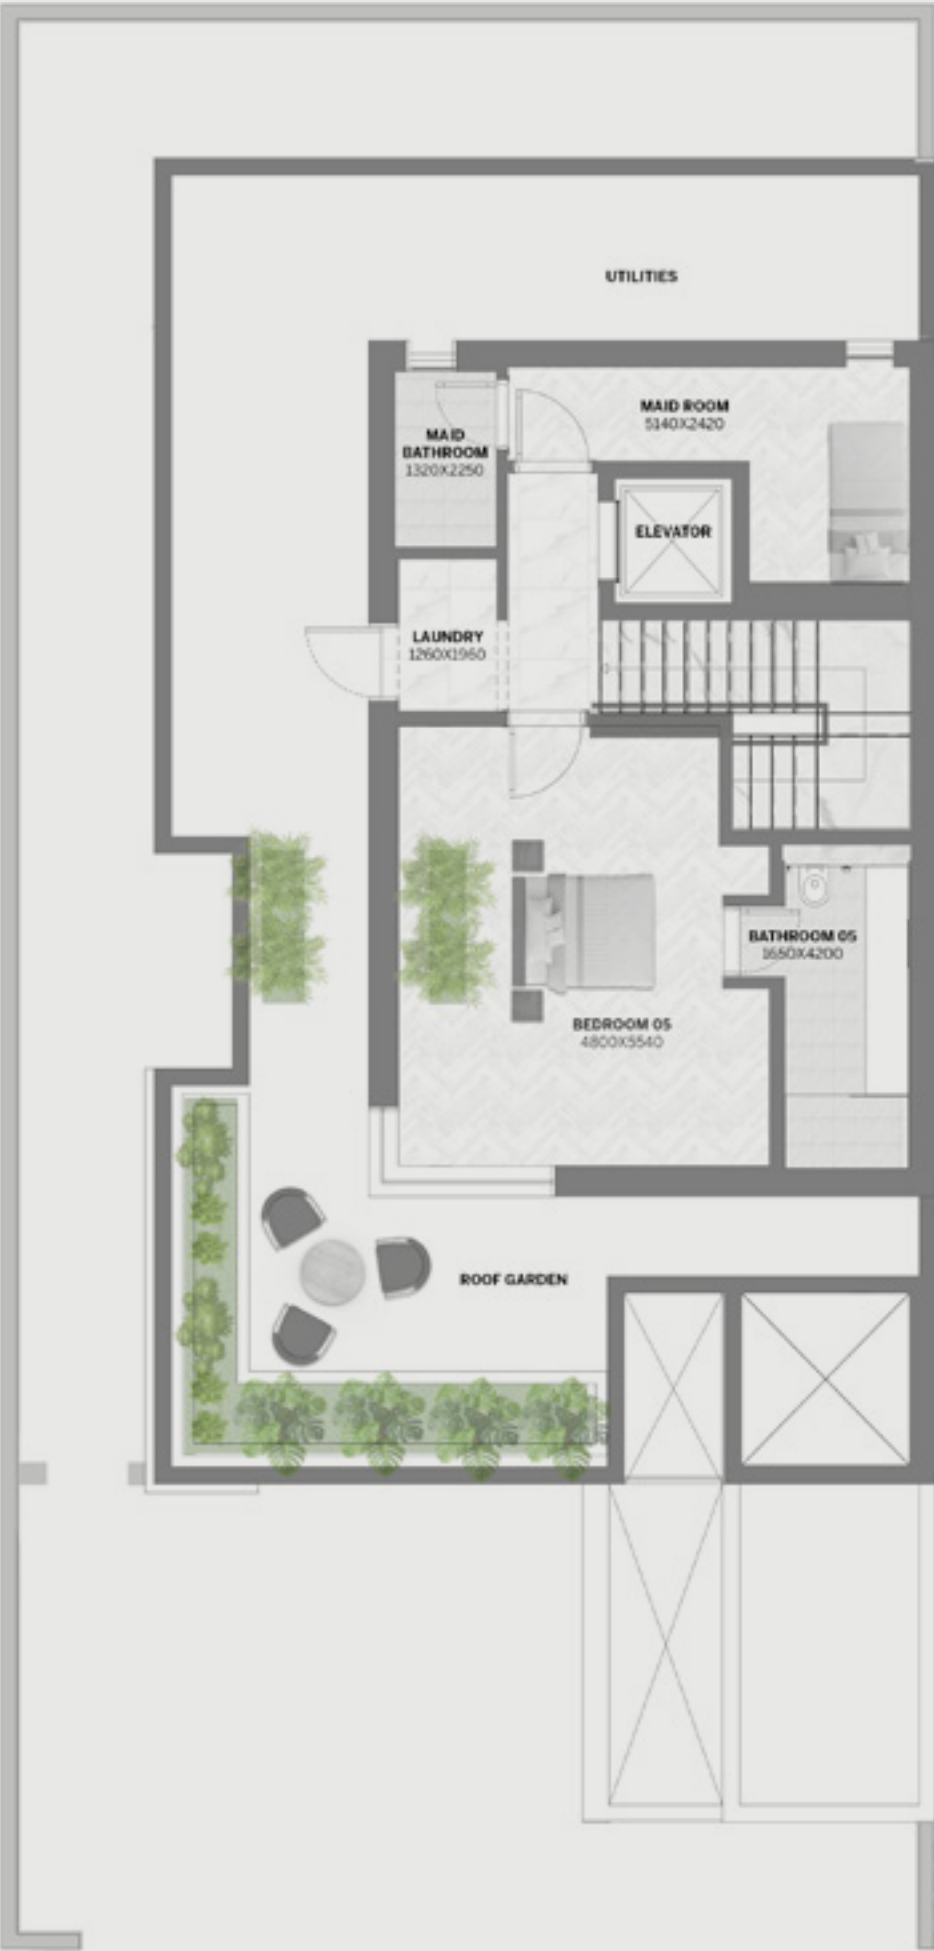 UTILITIES
MAID ROOM
5140X2420
MAID
BATHROOM
1320X2250
ELEVATOR
LAUNDRY
1260X1960
BATHROOM 05
1650X4200
BEDROOM 05
4800X5540
ROOF GARDEN